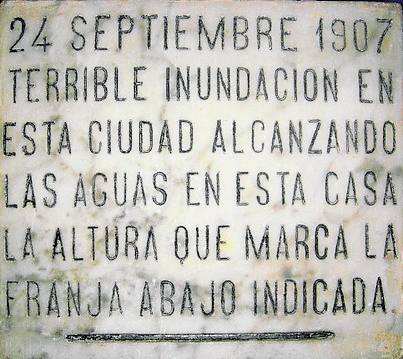 24 SEPTIEMBRE 1907
TERRIBLE INUNDACION EN
ESTA CIUDAD ALCANZANDO
LAS AGUAS EN ESTA CASA
LA ALTURA QUE MARCA LA
FRANJA ABAJO INDICADA.